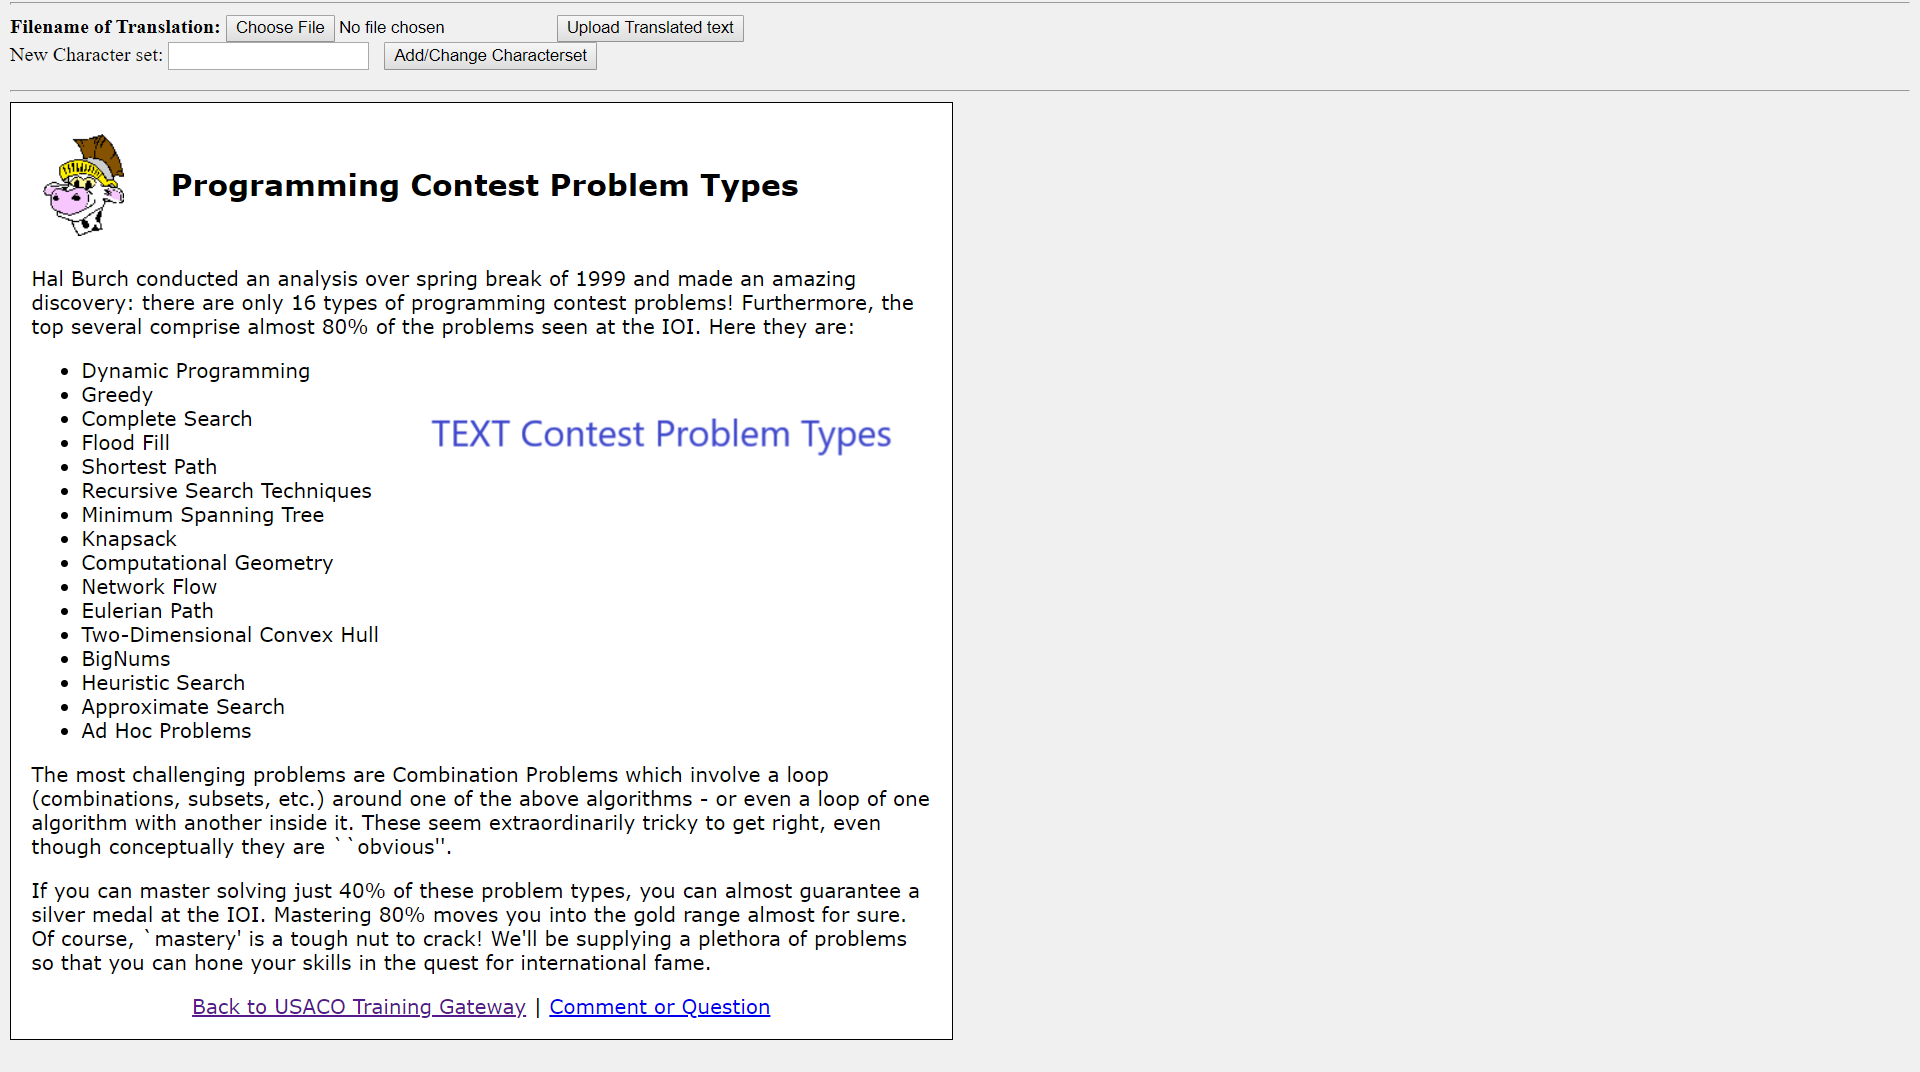 Filename of Translation: Choose File No file chosen Upload Translated text
New Character set: Add/Change Characterset
Programming Contest Problem Types
Hal Burch conducted an analysis over spring break of 1999 and made an amazing
discovery: there are only 16 types of programming contest problems! Furthermore, the
top several comprise almost 80% of the problems seen at the IOI. Here they are:
• Dynamic Programming
• Greedy
• Complete Search
• Flood Fill
TEXT Contest Problem Types
• Shortest Path
• Recursive Search Techniques
• Minimum Spanning Tree
• Knapsack
• Computational Geometry
• Network Flow
• Eulerian Path
• Two-Dimensional Convex Hull
• BigNums
• Heuristic Search
• Approximate Search
• Ad Hoc Problems
The most challenging problems are Combination Problems which involve a loop
(combinations, subsets, etc.) around one of the above algorithms - or even a loop of one
algorithm with another inside it. These seem extraordinarily tricky to get right, even
though conceptually they are ``obvious''.
If you can master solving just 40% of these problem types, you can almost guarantee a
silver medal at the IOI. Mastering 80% moves you into the gold range almost for sure.
Of course, `mastery' is a tough nut to crack! We'll be supplying a plethora of problems
so that you can hone your skills in the quest for international fame.
Back to USACO Training Gateway | Comment or Question